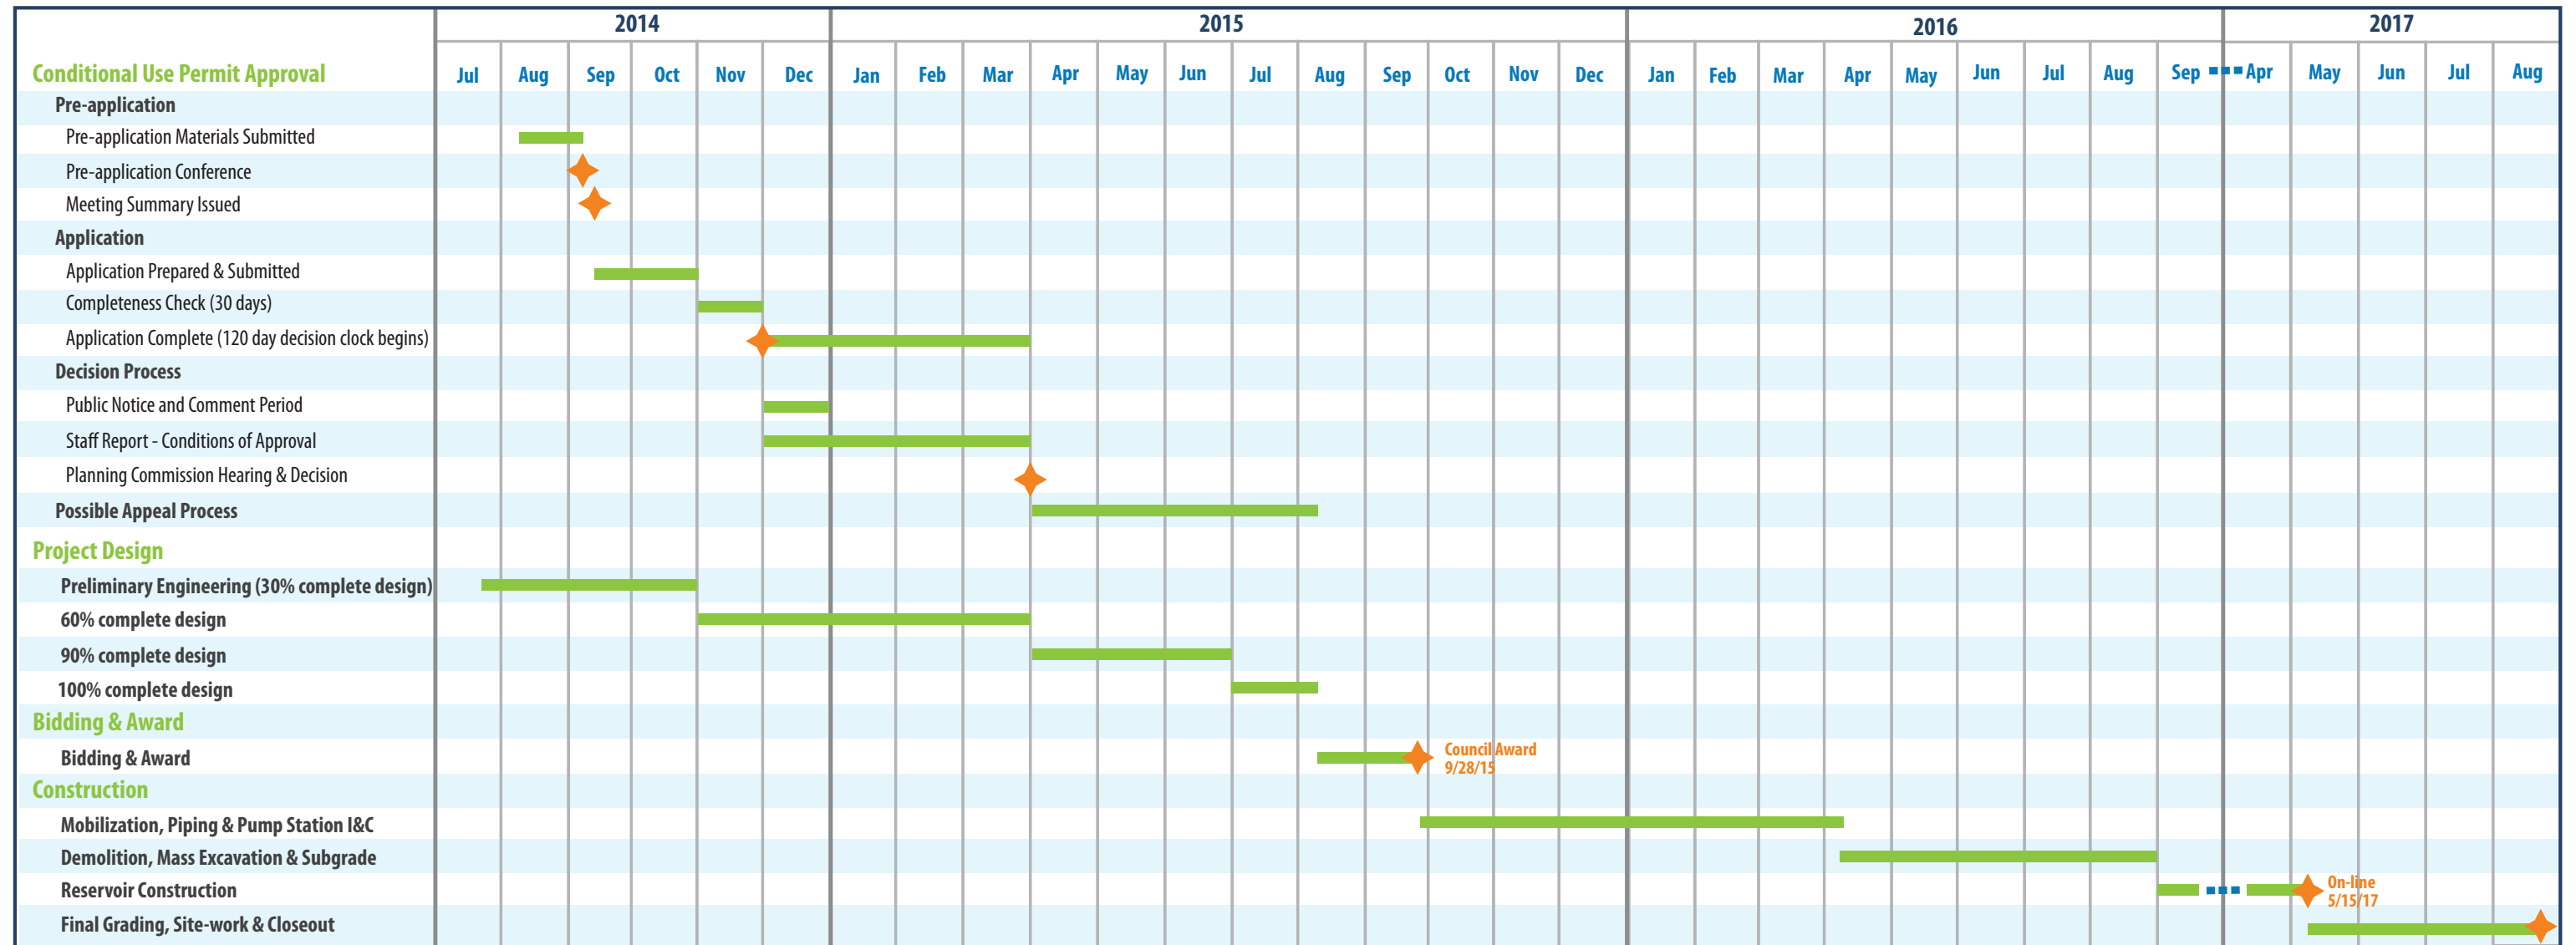 2014 2015 2016 2017
Conditional Use Permit Approval Jul Aug Sep Oct Nov Dec Jan Feb Mar Apr May Jun Jul Aug Sep Oct Nov Dec Jan Feb Mar Apr May Jun Jul Aug Sep Apr May Jun Jul Aug
Pre-application
Pre-application Materials Submitted
Pre-application Conference
Meeting Summary Issued
Application
Application Prepared & Submitted
Completeness Check (30 days)
Application Complete (120 day decision clock begins)
Decision Process
Public Notice and Comment Period
Staff Report - Conditions of Approval
Planning Commission Hearing & Decision
Possible Appeal Process
Project Design
Preliminary Engineering (30% complete design)
60% complete design
90% complete design
100% complete design
Bidding & Award
Bidding & Award
Council Award
9/28/15
Construction
Mobilization, Piping & Pump Station I&C
Demolition, Mass Excavation & Subgrade
Reservoir Construction
On-line
5/15/17
Final Grading, Site-work & Closeout